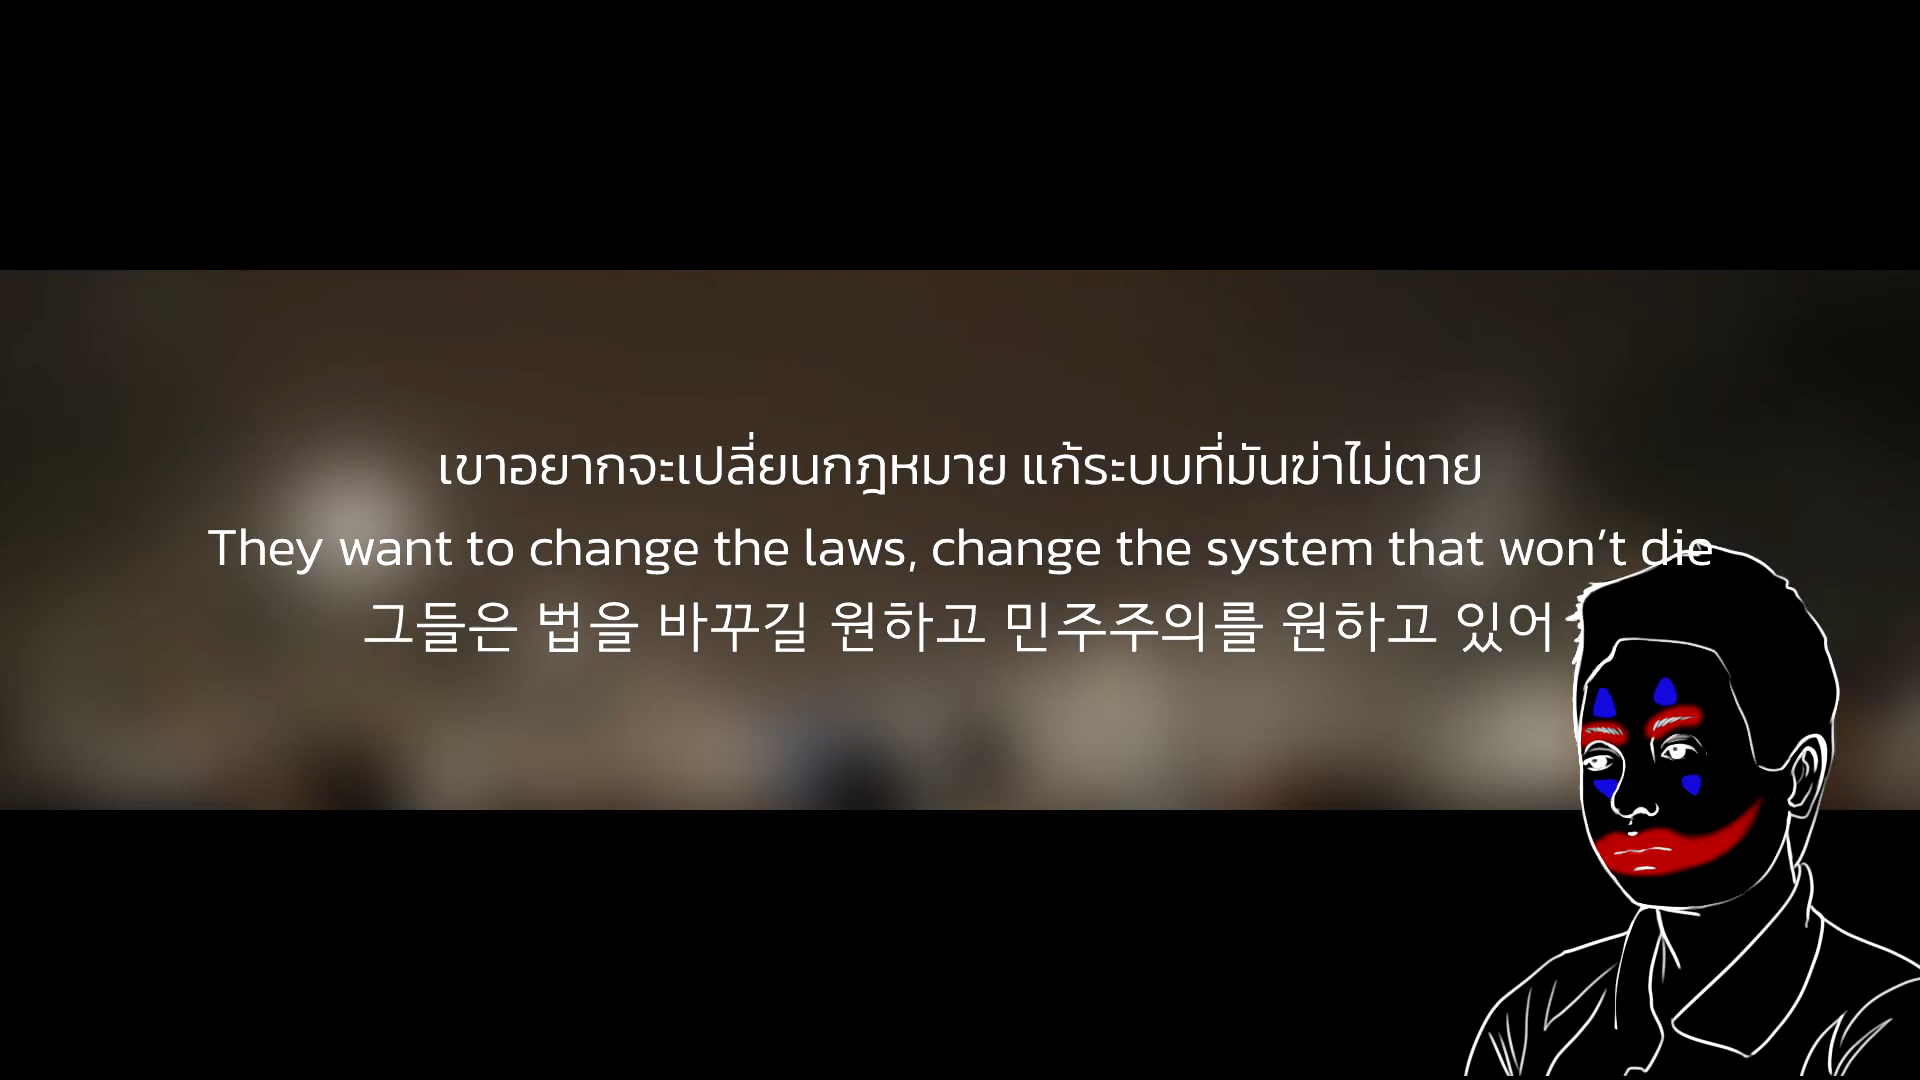 เขาอยากจะเปลี่ยนกฎหมาย แก้ระบบที่มันฆ่าไม่ตาย
They want to change the laws, change the system that won’t die
그들은 법을 바꾸길 원하고 민주주의를 원하고 있어